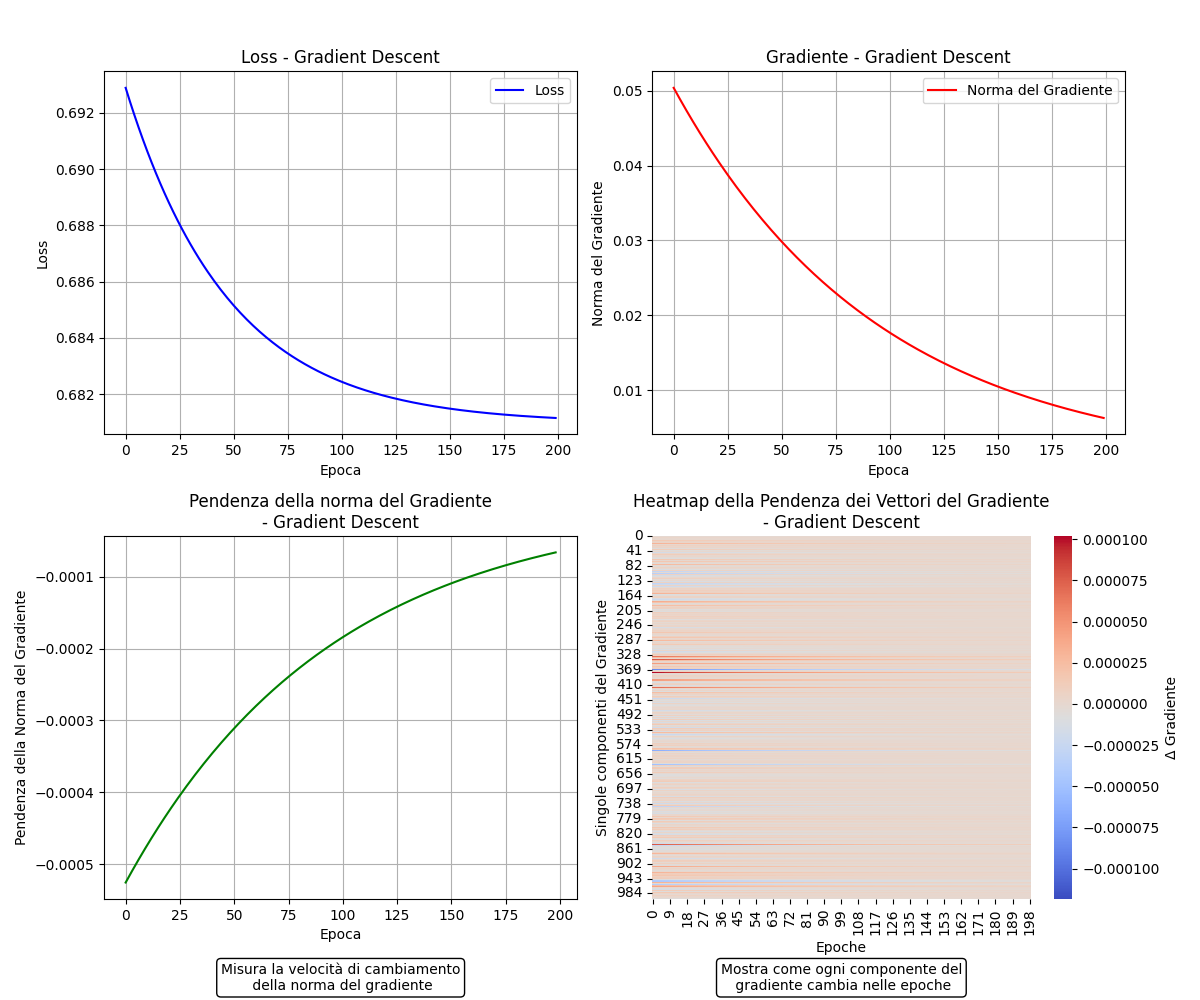 Loss - Gradient Descent
Loss
0.692
0.690
0.688
0.686
0.684
0.682
Loss
0 25 50 75 100 125 150 175 200
Epoca
Gradiente - Gradient Descent
Norma del Gradiente
0.05
0.04
0.03
0.02
0.01
Norma del Gradiente
0 25 50 75 100 125 150 175 200
Epoca
Pendenza della norma del Gradiente
- Gradient Descent
−0.0001
−0.0002
−0.0003
−0.0004
−0.0005
Pendenza della Norma del Gradiente
0 25 50 75 100 125 150 175 200
Epoca
Misura la velocità di cambiamento
della norma del gradiente
Heatmap della Pendenza dei Vettori del Gradiente
- Gradient Descent
0
41
82
123
164
205
246
287
328
369
410
451
492
533
574
615
656
697
738
779
820
861
902
943
984
Singole componenti del Gradiente
0 9 18 27 36 45 54 63 72 81 90 99 108 117 126 135 144 153 162 171 180 189 198
Epoche
0.000100
0.000075
0.000050
0.000025
0.000000
−0.000025
−0.000050
−0.000075
−0.000100
Δ Gradiente
Mostra come ogni componente del
gradiente cambia nelle epoche